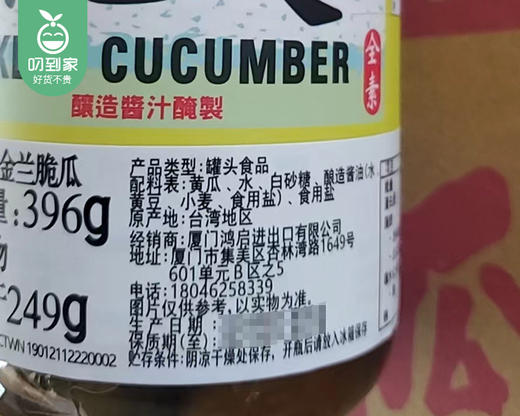 叨到家
好货不贵
CUCUMBER
全素
釀造醬汁醃製
金兰脆瓜
产品类型: 罐头食品
配料表: 黄瓜、水、白砂糖、酿造酱油(水、
黄豆、小麦、食用盐)、食用盐
量:396g
原产地: 台湾地区
经销商: 厦门鸿启进出口有限公司
地址: 厦门市集美区杏林湾路1649号
601单元B区之5
物
249g
电话: 18046258339
图片仅供参考, 以实物为准。
生产日期:
保质期(至):
CTWN 19012112220002
贮存条件: 阴凉干燥处保存, 开瓶后请放入冰箱保存
瓜